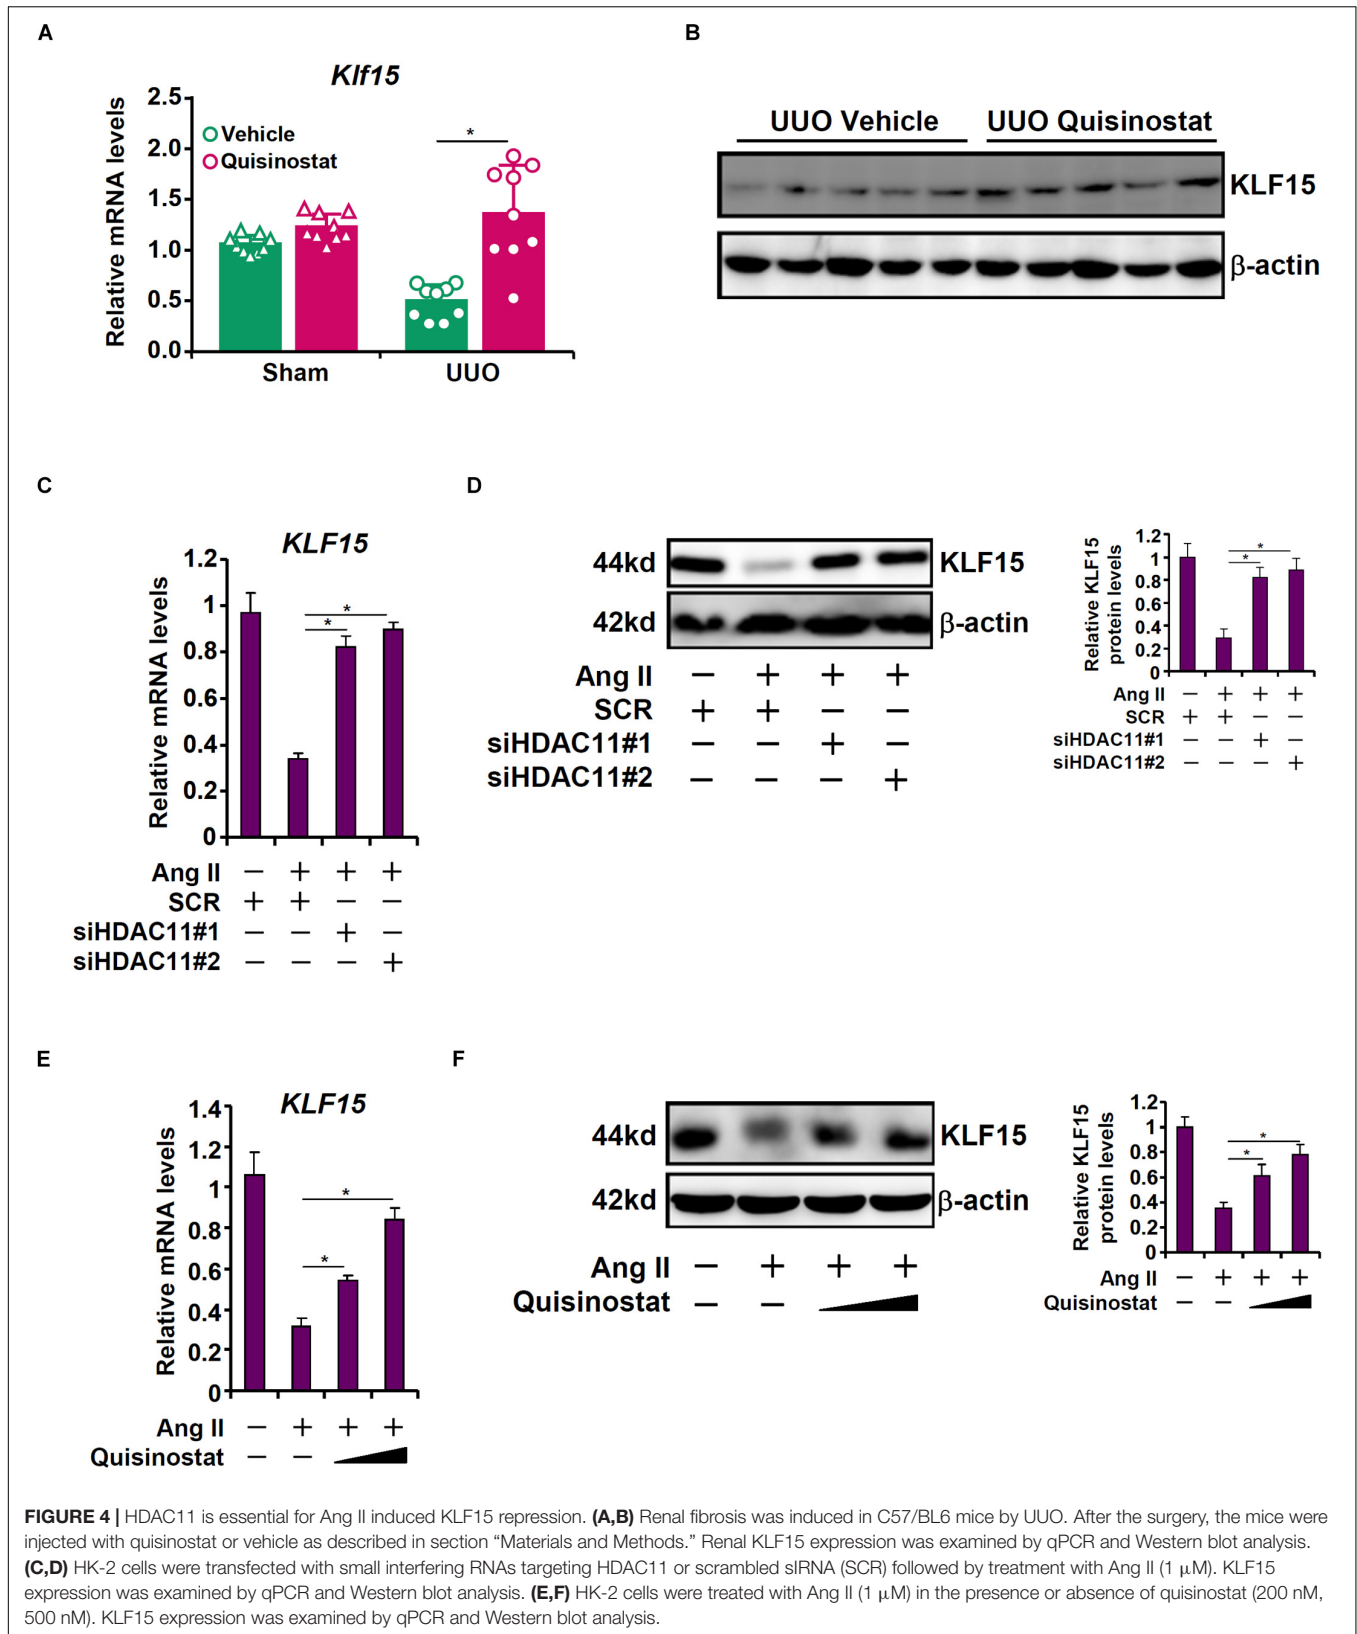 A
Klf15
Relative mRNA levels
2.5
2.0
1.5
1.0
0.5
0.0
Vehicle
Quisinostat
*
Sham UUO
B
UUO Vehicle UUO Quisinostat
KLF15
β-actin
C
KLF15
Relative mRNA levels
1.2
1
0.8
0.6
0.4
0.2
0
* *
Ang II − + + +
SCR + + − −
siHDAC11#1 − − + −
siHDAC11#2 − − − +
D
44kd KLF15
42kd β-actin
Ang II − + + +
SCR + + − −
siHDAC11#1 − − + −
siHDAC11#2 − − − +
Relative KLF15
protein levels
1.2
1
0.8
0.6
0.4
0.2
0
* *
Ang II − + + +
SCR + + − −
siHDAC11#1 − − + −
siHDAC11#2 − − − +
E
KLF15
Relative mRNA levels
1.4
1.2
1
0.8
0.6
0.4
0.2
0
* *
Ang II − + + +
Quisinostat − −
F
44kd KLF15
42kd β-actin
Ang II − + + +
Quisinostat − −
Relative KLF15
protein levels
1.2
1
0.8
0.6
0.4
0.2
0
* *
Ang II − + + +
Quisinostat − −
FIGURE 4 | HDAC11 is essential for Ang II induced KLF15 repression. (A,B) Renal fibrosis was induced in C57/BL6 mice by UUO. After the surgery, the mice were
injected with quisinostat or vehicle as described in section “Materials and Methods.” Renal KLF15 expression was examined by qPCR and Western blot analysis.
(C,D) HK-2 cells were transfected with small interfering RNAs targeting HDAC11 or scrambled sIRNA (SCR) followed by treatment with Ang II (1 μM). KLF15
expression was examined by qPCR and Western blot analysis. (E,F) HK-2 cells were treated with Ang II (1 μM) in the presence or absence of quisinostat (200 nM,
500 nM). KLF15 expression was examined by qPCR and Western blot analysis.